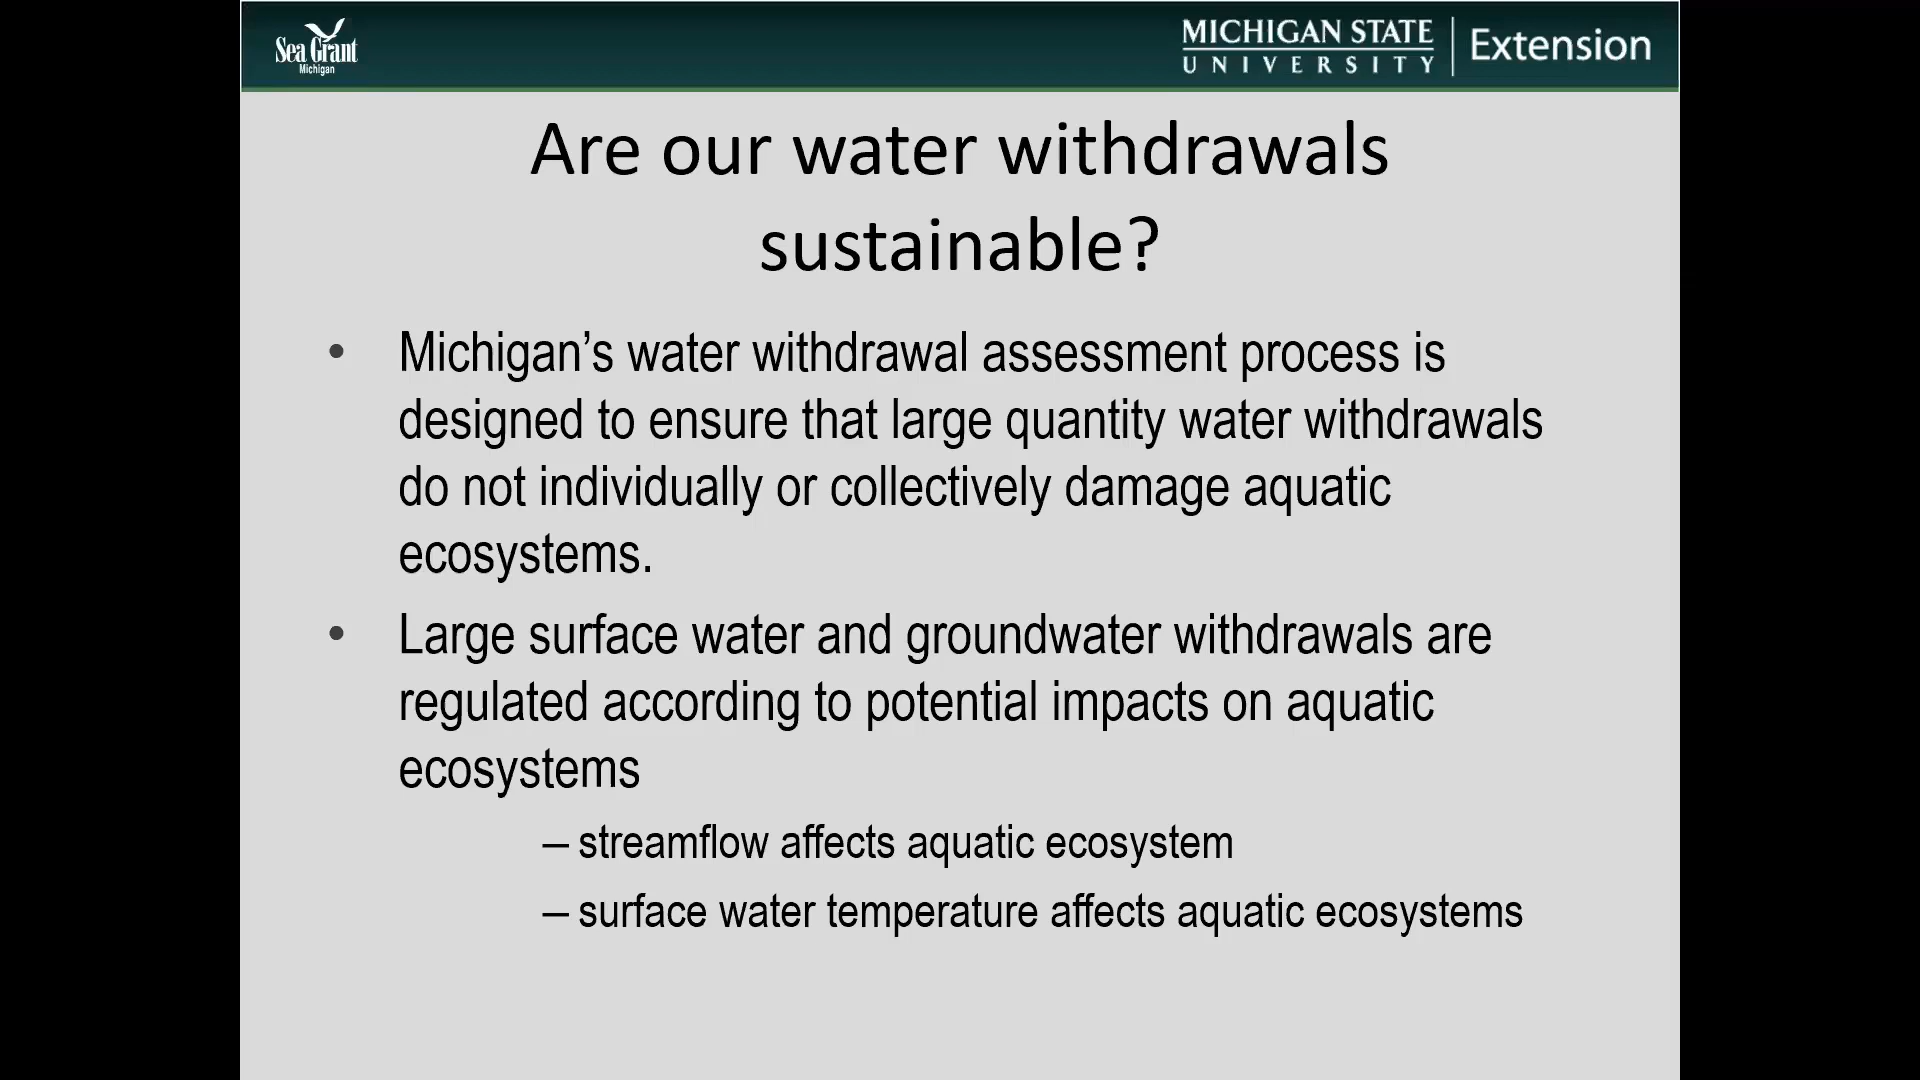 Sea Grant
Michigan
MICHIGAN STATE
UNIVERSITY
Extension
Are our water withdrawals
sustainable?
• Michigan’s water withdrawal assessment process is
designed to ensure that large quantity water withdrawals
do not individually or collectively damage aquatic
ecosystems.
• Large surface water and groundwater withdrawals are
regulated according to potential impacts on aquatic
ecosystems
– streamflow affects aquatic ecosystem
– surface water temperature affects aquatic ecosystems